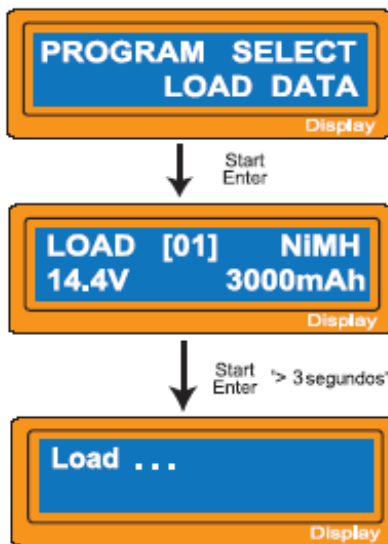 PROGRAM SELECT
LOAD DATA
Display
Start
Enter
LOAD [01] NiMH
14.4V 3000mAh
Display
Start
Enter '> 3 segundos'
Load ...
Display